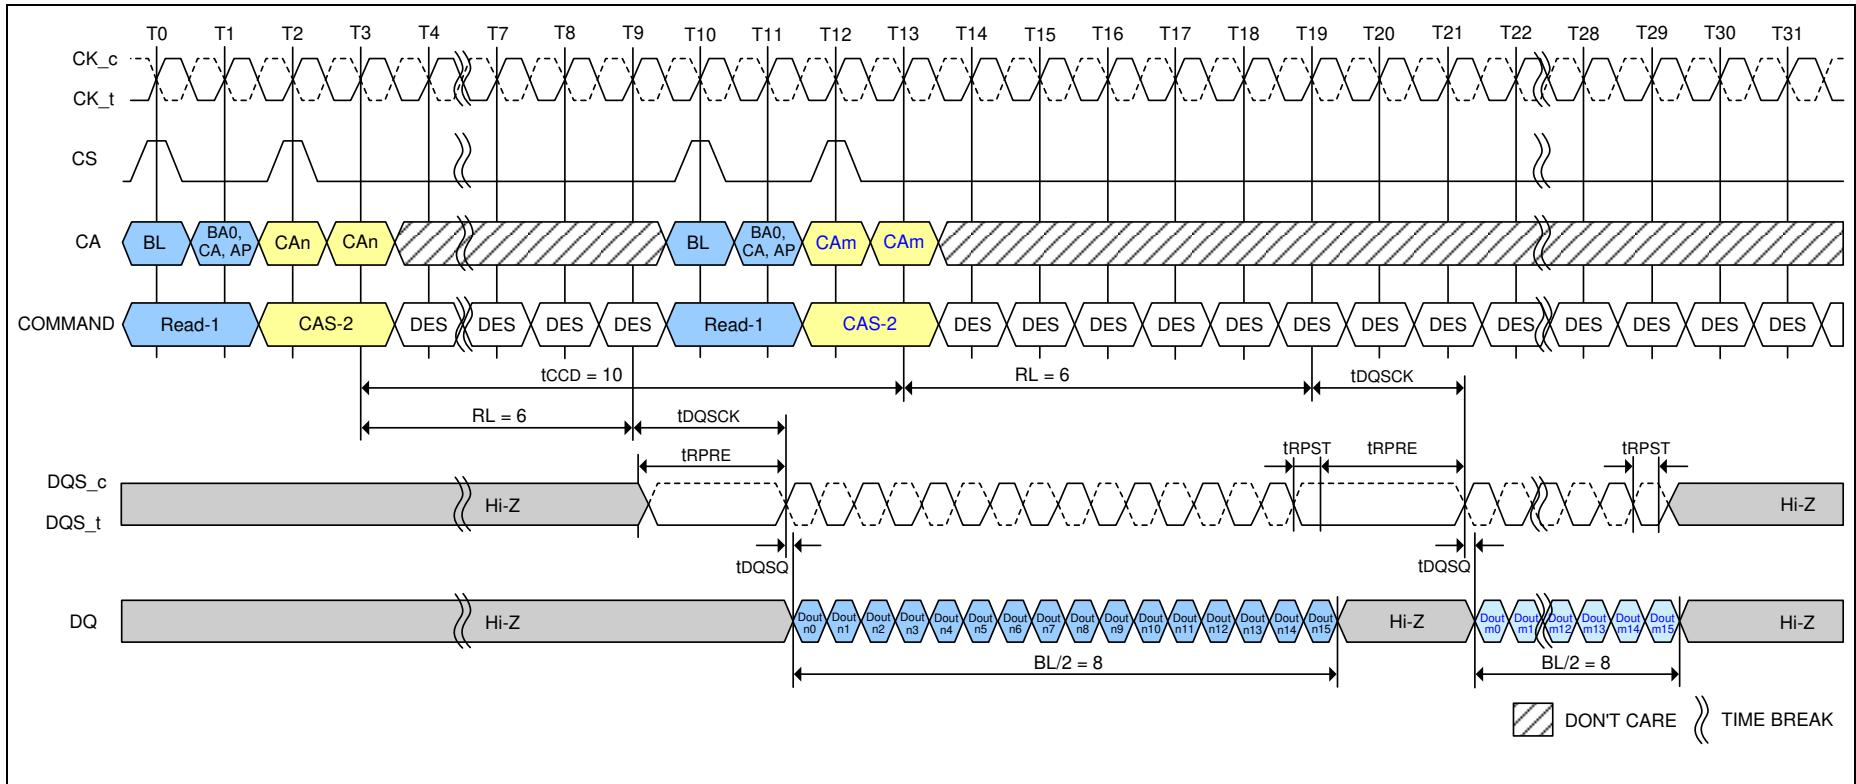 T0 T1 T2 T3 T4 T7 T8 T9 T10 T11 T12 T13 T14 T15 T16 T17 T18 T19 T20 T21 T22 T28 T29 T30 T31
CK_c
CK_t
CS
CA BL BA0, CA, AP CAn CAn BL BA0, CA, AP CAm CAm
COMMAND Read-1 CAS-2 DES DES DES DES Read-1 CAS-2 DES DES DES DES DES DES DES DES DES DES DES DES DES
tCCD = 10 RL = 6 tDQSCK
RL = 6 tDQSCK
tRPRE tRPST tRPRE tRPST
DQS_c
Hi-Z Hi-Z
DQS_t
tDQSQ tDQSQ
DQ Hi-Z Dout n0 Dout n1 Dout n2 Dout n3 Dout n4 Dout n5 Dout n6 Dout n7 Dout n8 Dout n9 Dout n10 Dout n11 Dout n12 Dout n13 Dout n14 Dout n15 Hi-Z Dout m0 Dout m1 Dout m12 Dout m13 Dout m14 Dout m15 Hi-Z
BL/2 = 8 BL/2 = 8
DON'T CARE TIME BREAK